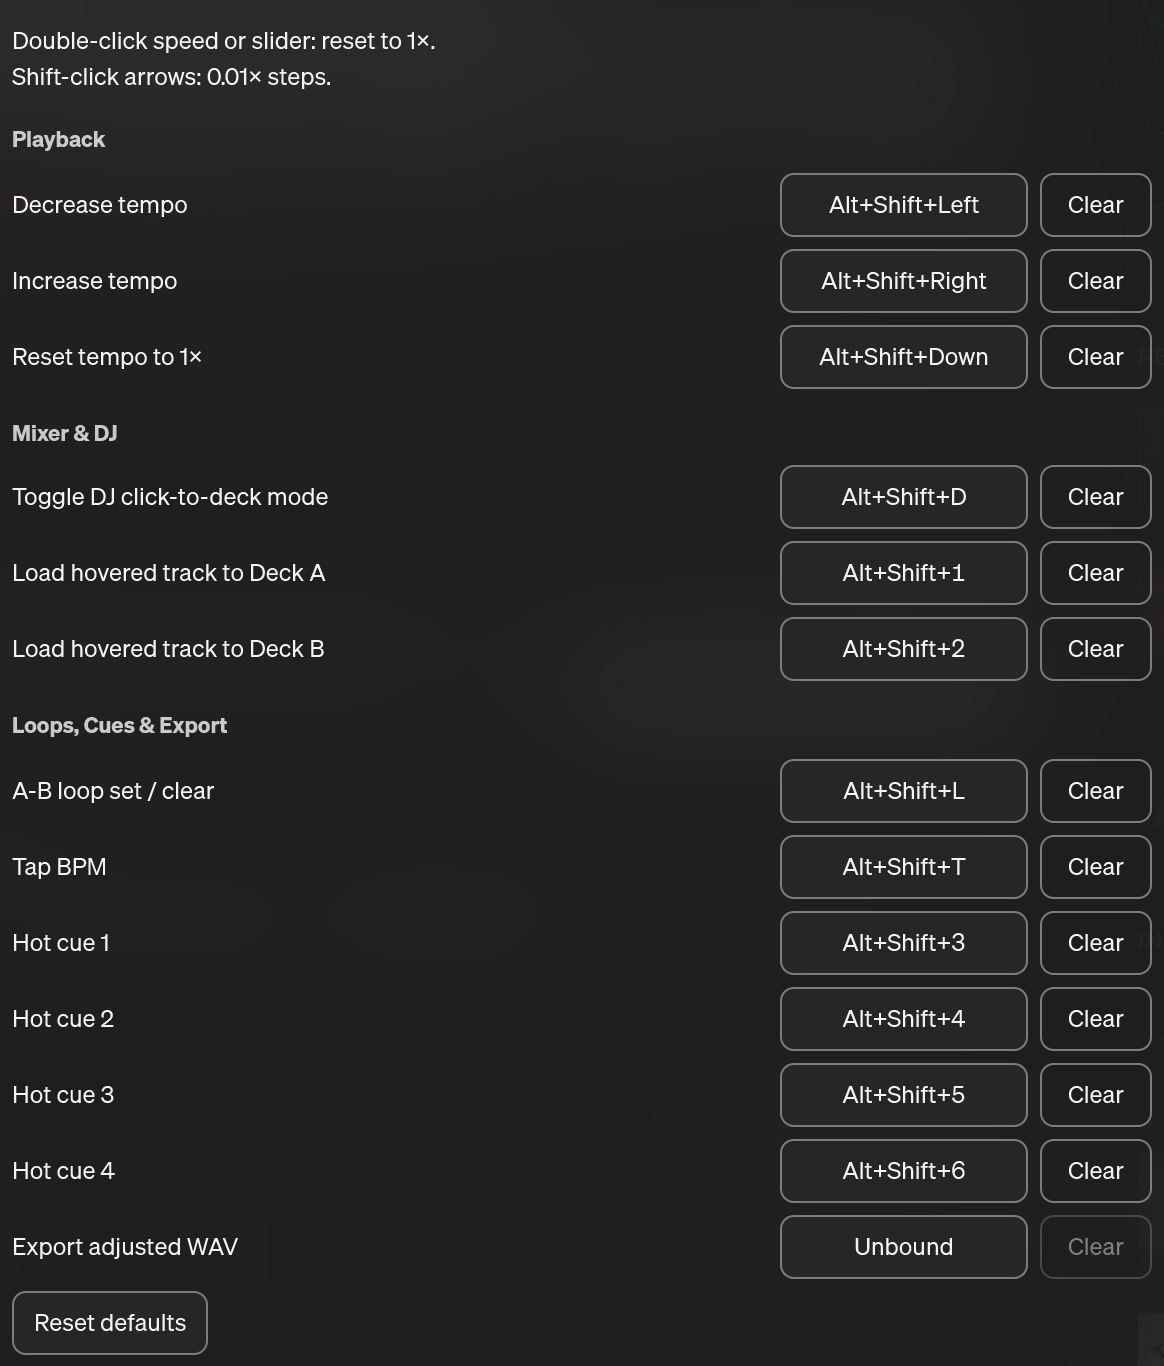 Double-click speed or slider: reset to 1×.
Shift-click arrows: 0.01× steps.
Playback
Decrease tempo Alt+Shift+Left Clear
Increase tempo Alt+Shift+Right Clear
Reset tempo to 1× Alt+Shift+Down Clear
Mixer & DJ
Toggle DJ click-to-deck mode Alt+Shift+D Clear
Load hovered track to Deck A Alt+Shift+1 Clear
Load hovered track to Deck B Alt+Shift+2 Clear
Loops, Cues & Export
A-B loop set / clear Alt+Shift+L Clear
Tap BPM Alt+Shift+T Clear
Hot cue 1 Alt+Shift+3 Clear
Hot cue 2 Alt+Shift+4 Clear
Hot cue 3 Alt+Shift+5 Clear
Hot cue 4 Alt+Shift+6 Clear
Export adjusted WAV Unbound Clear
Reset defaults